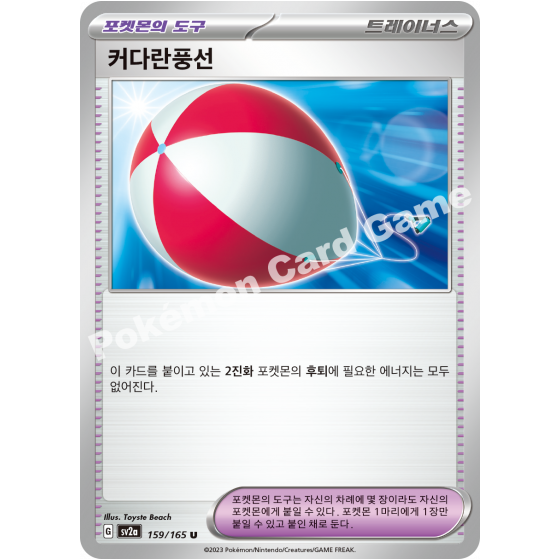 포켓몬의 도구
트레이너스
커다란풍선
Pokémon Card Game
이 카드를 붙이고 있는 2진화 포켓몬의 후퇴에 필요한 에너지는 모두
없어진다.
포켓몬의 도구는 자신의 차례에 몇 장이라도 자신의
포켓몬에게 붙일 수 있다. 포켓몬 1마리에게 1장만
붙일 수 있고 붙인 채로 둔다.
Illus. Toyste Beach
G sv2a 159/165 U
©2023 Pokémon/Nintendo/Creatures/GAME FREAK.